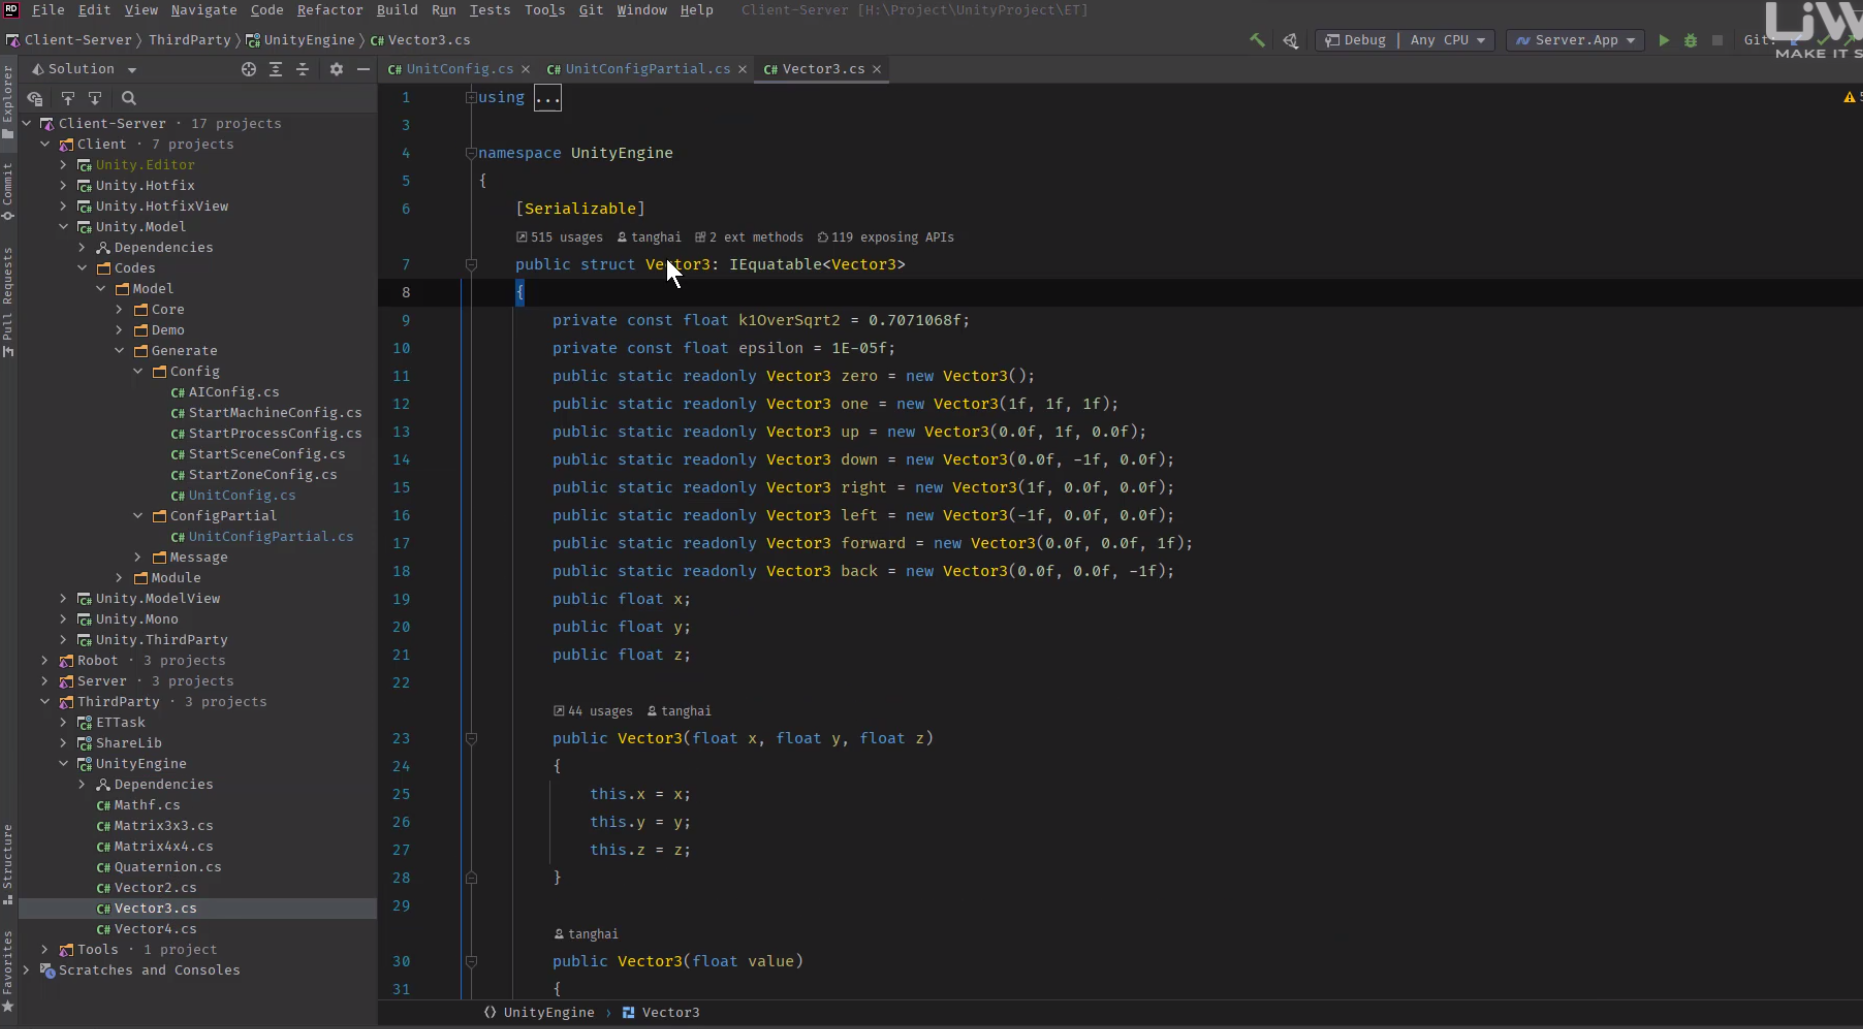 File Edit View Navigate Code Refactor Build Run Tests Tools Git Window Help Client-Server [H:\Project\UnityProject\ET]
Client-Server ThirdParty UnityEngine Vector3.cs
Debug | Any CPU
Server.App
Git:
MAKE IT S
Solution
UnitConfig.cs
UnitConfigPartial.cs
Vector3.cs
Explorer
Commit
Pull Requests
Structure
Favorites
Client-Server · 17 projects
Client · 7 projects
Unity.Editor
Unity.Hotfix
Unity.HotfixView
Unity.Model
Dependencies
Codes
Model
Core
Demo
Generate
Config
AIConfig.cs
StartMachineConfig.cs
StartProcessConfig.cs
StartSceneConfig.cs
StartZoneConfig.cs
UnitConfig.cs
ConfigPartial
UnitConfigPartial.cs
Message
Module
Unity.ModelView
Unity.Mono
Unity.ThirdParty
Robot · 3 projects
Server · 3 projects
ThirdParty · 3 projects
ETTask
ShareLib
UnityEngine
Dependencies
Mathf.cs
Matrix3x3.cs
Matrix4x4.cs
Quaternion.cs
Vector2.cs
Vector3.cs
Vector4.cs
Tools · 1 project
Scratches and Consoles
1 using ...
3
4 namespace UnityEngine
5 {
6 [Serializable]
515 usages tanghai 2 ext methods 119 exposing APIs
7 public struct Vector3: IEquatable<Vector3>
8 {
9 private const float k1OverSqrt2 = 0.7071068f;
10 private const float epsilon = 1E-05f;
11 public static readonly Vector3 zero = new Vector3();
12 public static readonly Vector3 one = new Vector3(1f, 1f, 1f);
13 public static readonly Vector3 up = new Vector3(0.0f, 1f, 0.0f);
14 public static readonly Vector3 down = new Vector3(0.0f, -1f, 0.0f);
15 public static readonly Vector3 right = new Vector3(1f, 0.0f, 0.0f);
16 public static readonly Vector3 left = new Vector3(-1f, 0.0f, 0.0f);
17 public static readonly Vector3 forward = new Vector3(0.0f, 0.0f, 1f);
18 public static readonly Vector3 back = new Vector3(0.0f, 0.0f, -1f);
19 public float x;
20 public float y;
21 public float z;
22
44 usages tanghai
23 public Vector3(float x, float y, float z)
24 {
25 this.x = x;
26 this.y = y;
27 this.z = z;
28 }
29
tanghai
30 public Vector3(float value)
31 {
UnityEngine › Vector3